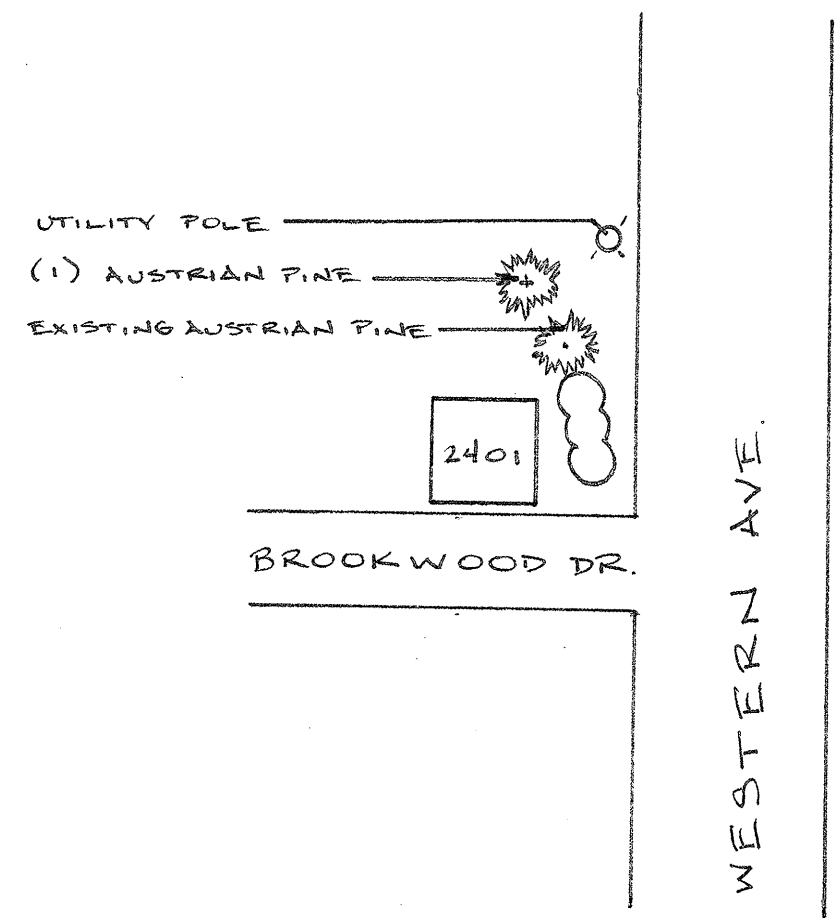 UTILITY POLE
(1) AUSTRIAN PINE
EXISTING AUSTRIAN PINE
2401
BROOKWOOD DR.
WESTERN AVE.